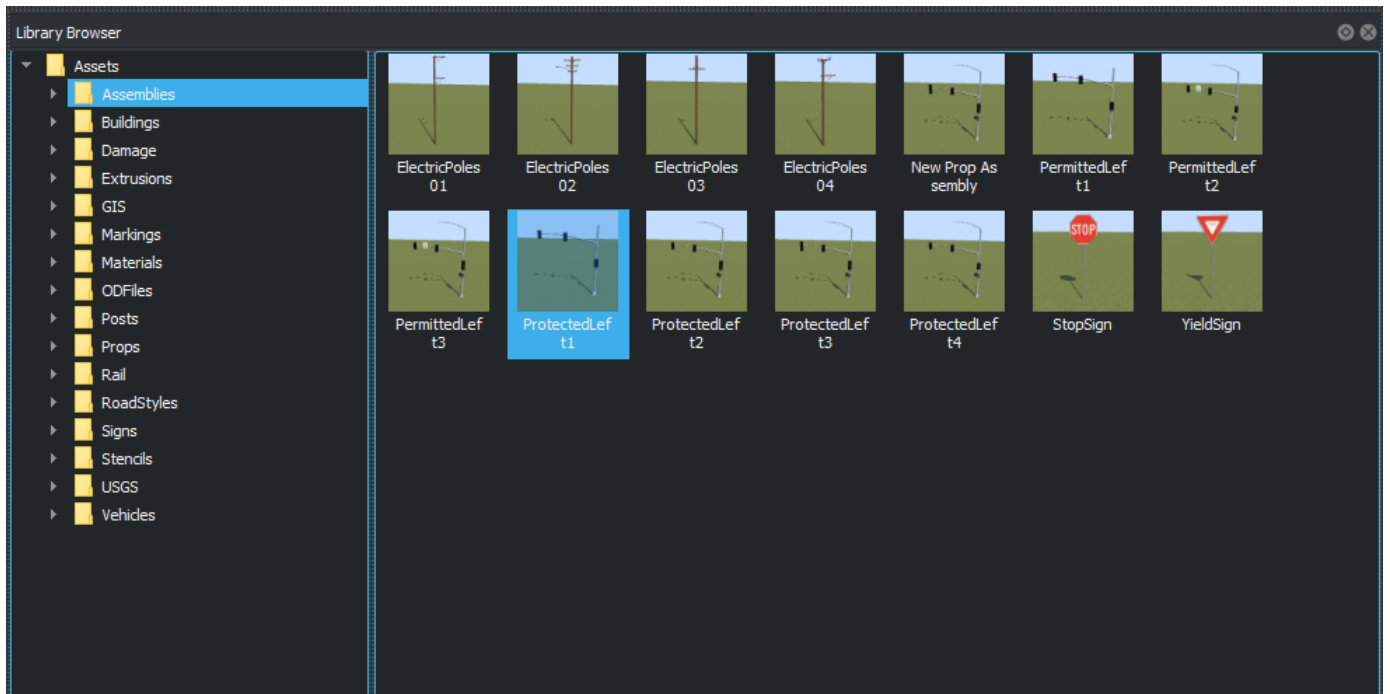 Library Browser
Assets
Assemblies
Buildings
Damage
Extrusions
GIS
Markings
Materials
ODFiles
Posts
Props
Rail
RoadStyles
Signs
Stencils
USGS
Vehicles
ElectricPoles
01
ElectricPoles
02
ElectricPoles
03
ElectricPoles
04
New Prop As
sembly
PermittedLef
t1
PermittedLef
t2
PermittedLef
t3
ProtectedLef
t1
ProtectedLef
t2
ProtectedLef
t3
ProtectedLef
t4
STOP
StopSign
YieldSign